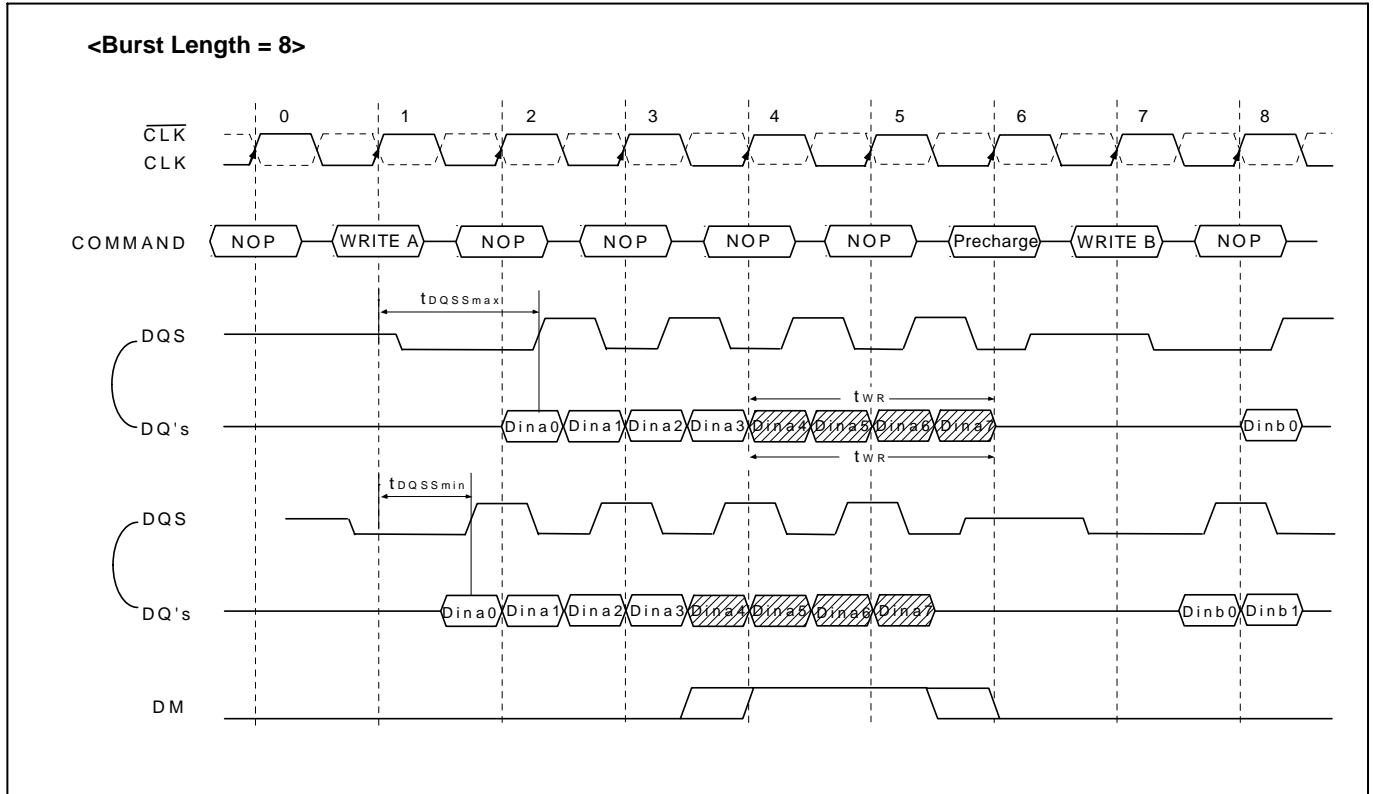 <Burst Length = 8>
0 1 2 3 4 5 6 7 8
CLK
CLK
COMMAND NOP WRITE A NOP NOP NOP NOP Precharge WRITE B NOP
tDQSSmax
DQS
tWR
DQ's Dina0 Dina1 Dina2 Dina3 Dina4 Dina5 Dina6 Dina7 Dinb0
tWR
tDQSSmin
DQS
DQ's Dina0 Dina1 Dina2 Dina3 Dina4 Dina5 Dina6 Dina7 Dinb0 Dinb1
DM